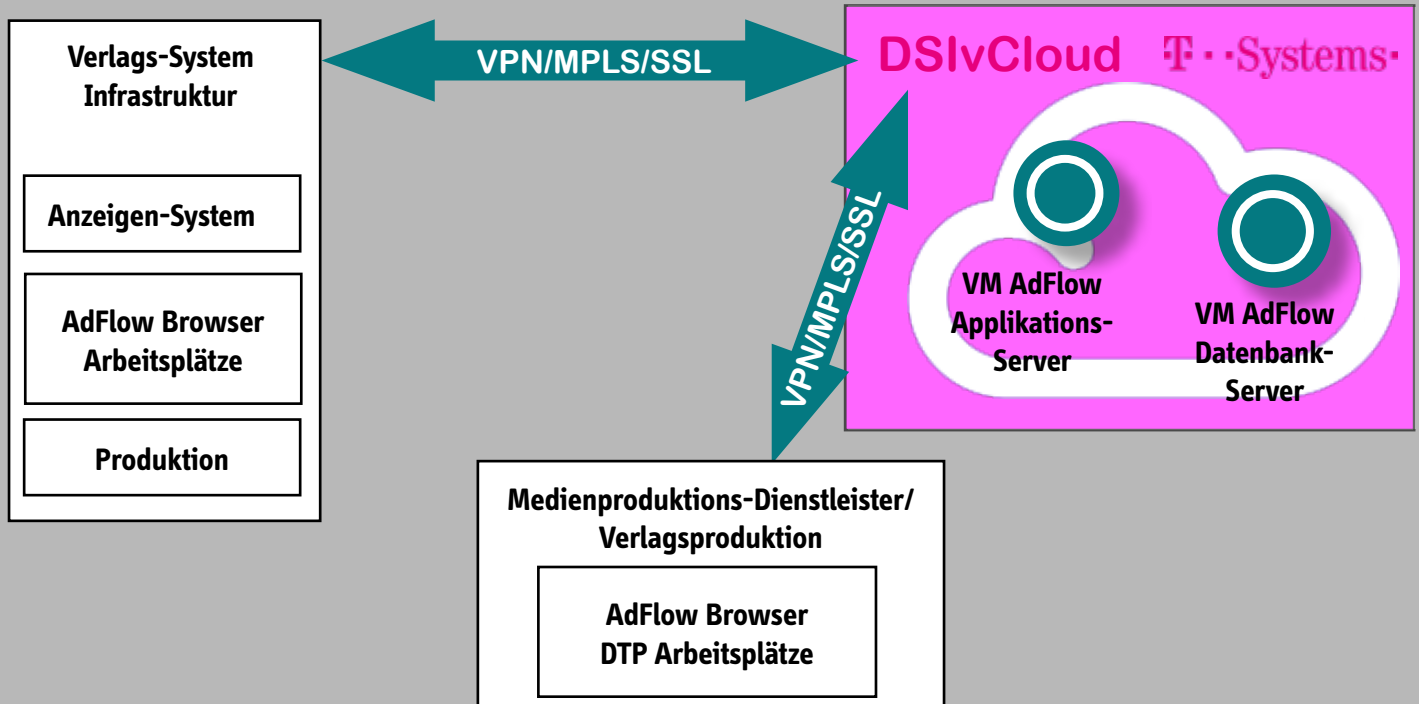 Verlags-System
Infrastruktur
Anzeigen-System
AdFlow Browser
Arbeitsplätze
Produktion
VPN/MPLS/SSL
DSIvCloud
T··Systems·
VPN/MPLS/SSL
VM AdFlow
Applikations-
Server
VM AdFlow
Datenbank-
Server
Medienproduktions-Dienstleister/
Verlagsproduktion
AdFlow Browser
DTP Arbeitsplätze